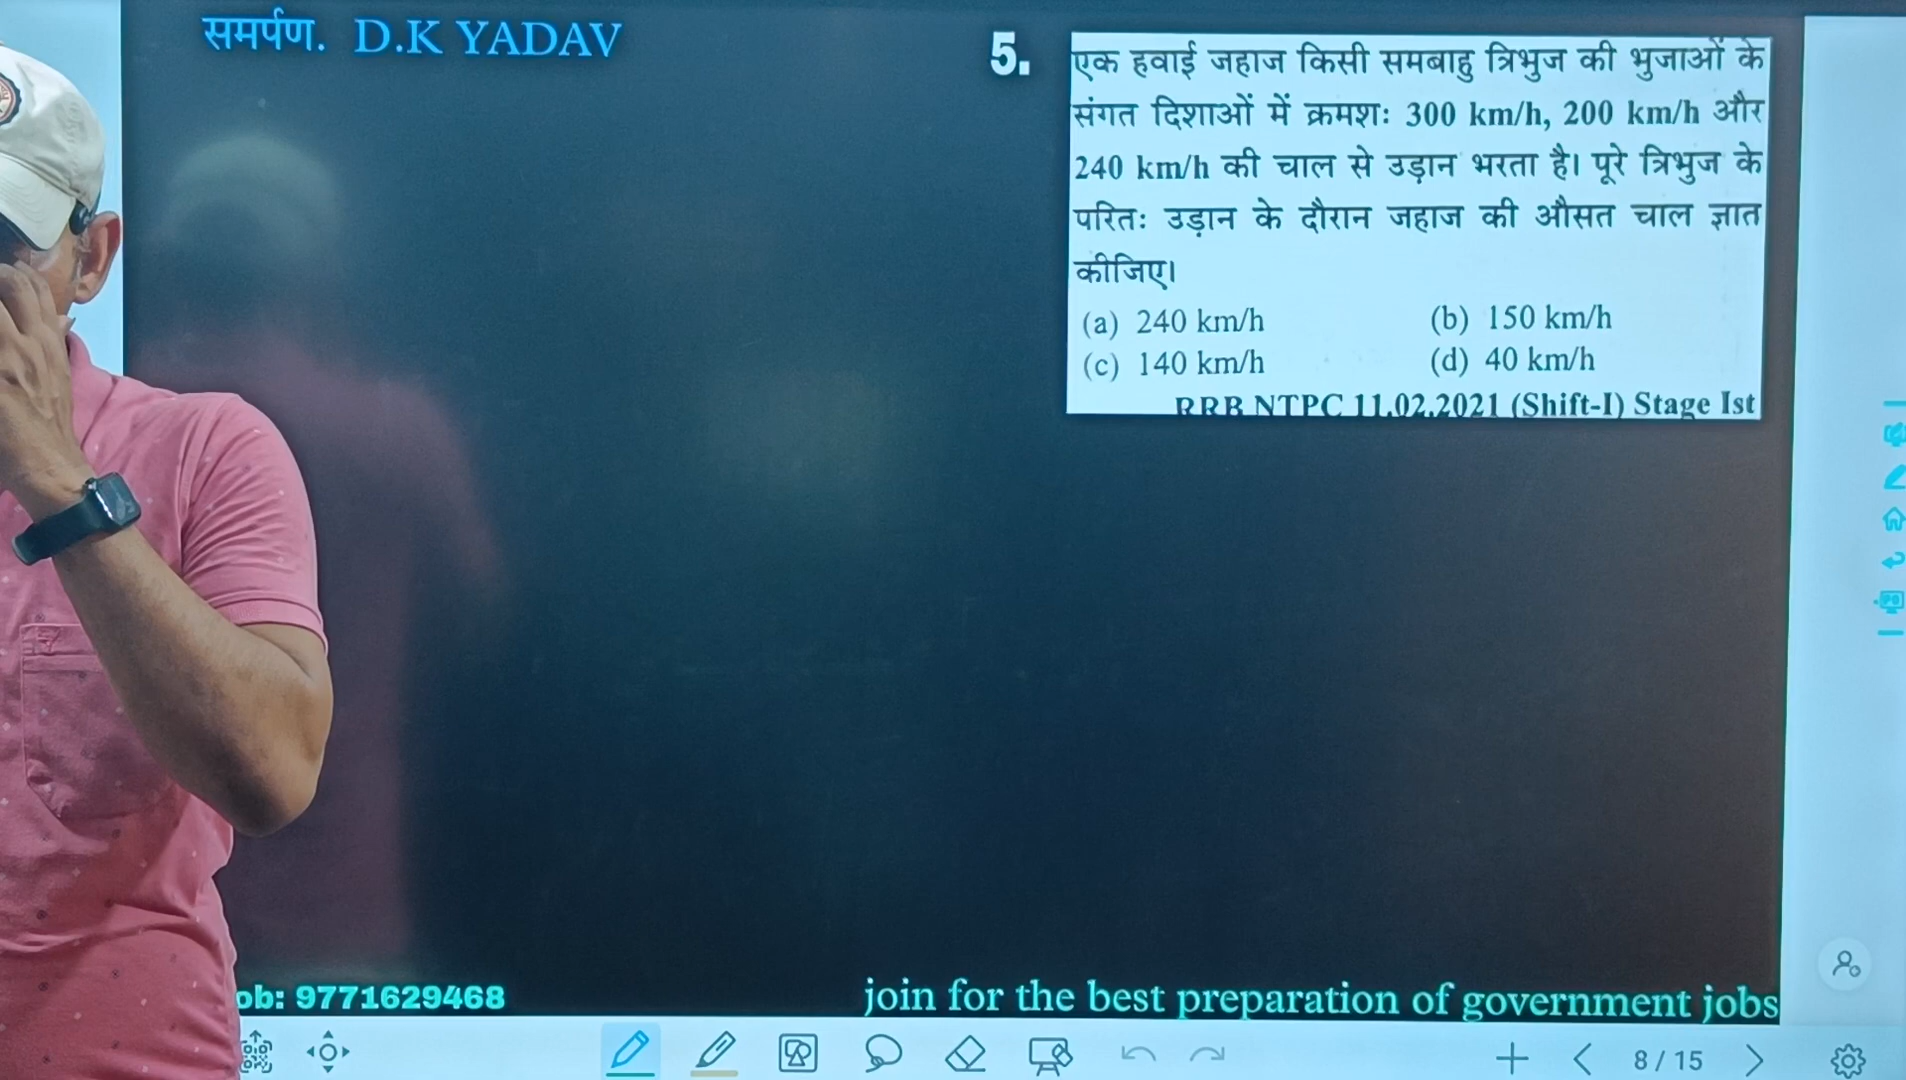 समर्पण. D.K YADAV
5.
एक हवाई जहाज किसी समबाहु त्रिभुज की भुजाओं के
संगत दिशाओं में क्रमशः 300 km/h, 200 km/h और
240 km/h की चाल से उड़ान भरता है। पूरे त्रिभुज के
परितः उड़ान के दौरान जहाज की औसत चाल ज्ञात
कीजिए।
(a) 240 km/h (b) 150 km/h
(c) 140 km/h (d) 40 km/h
RRB NTPC 11.02.2021 (Shift-I) Stage Ist
ob: 9771629468 join for the best preparation of government jobs
8 / 15